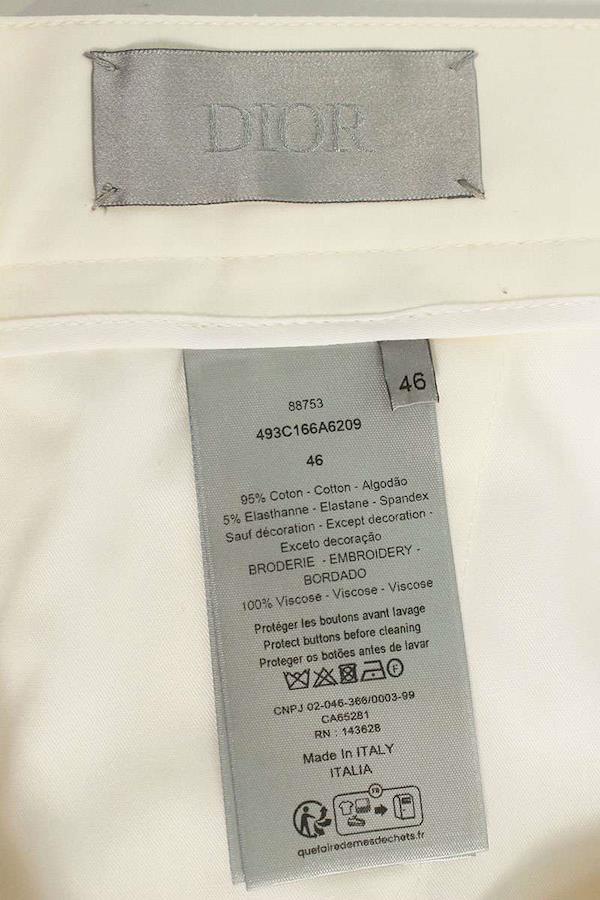 DIOR
46
88753
493C166A6209
46
95% Coton - Cotton - Algodão
5% Elasthanne - Elastane - Spandex
Sauf décoration - Except decoration -
Exceto decoração
BRODERIE - EMBROIDERY -
BORDADO
100% Viscose - Viscose - Viscose
Protéger les boutons avant lavage
Protect buttons before cleaning
Proteger os botões antes de lavar
F
CNPJ 02-046-366/0003-99
CA65281
RN : 143628
Made In ITALY
ITALIA
FR
quefairedemesdechets.fr